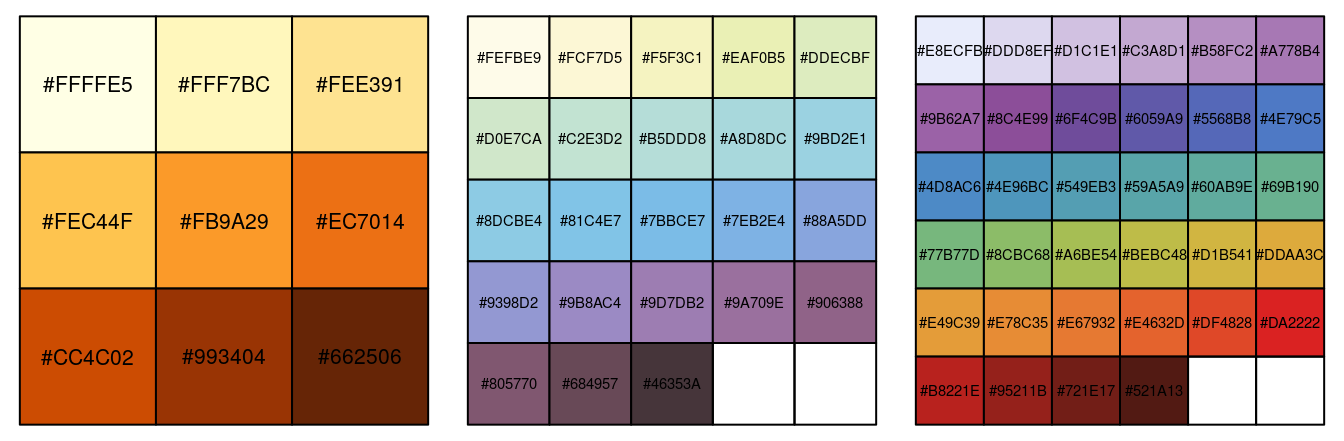 #FFFFE5 #FFF7BC #FEE391
#FEC44F #FB9A29 #EC7014
#CC4C02 #993404 #662506
#FEFBE9 #FCF7D5 #F5F3C1 #EAF0B5 #DDECBF
#D0E7CA #C2E3D2 #B5DDD8 #A8D8DC #9BD2E1
#8DCBE4 #81C4E7 #7BBCE7 #7EB2E4 #88A5DD
#9398D2 #9B8AC4 #9D7DB2 #9A709E #906388
#805770 #684957 #46353A
#E8ECFB #DDD8EF #D1C1E1 #C3A8D1 #B58FC2 #A778B4
#9B62A7 #8C4E99 #6F4C9B #6059A9 #5568B8 #4E79C5
#4D8AC6 #4E96BC #549EB3 #59A5A9 #60AB9E #69B190
#77B77D #8CBC68 #A6BE54 #BEBC48 #D1B541 #DDAA3C
#E49C39 #E78C35 #E67932 #E4632D #DF4828 #DA2222
#B8221E #95211B #721E17 #521A13